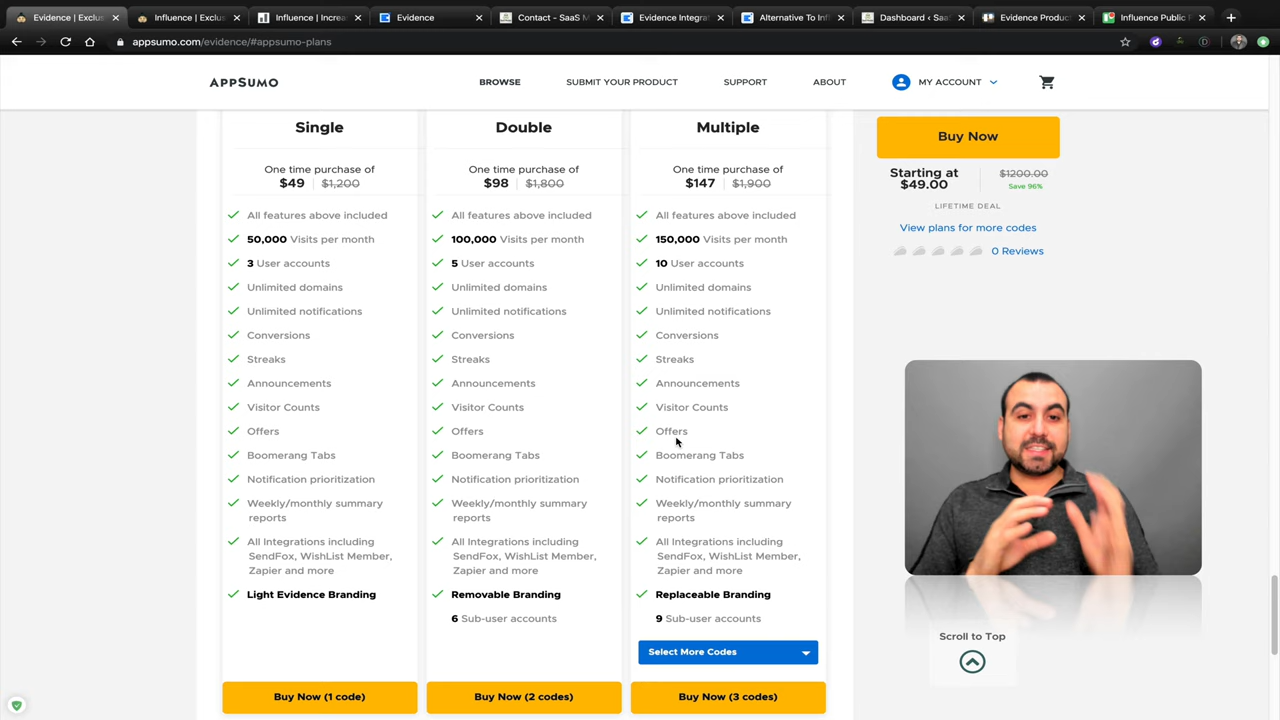 Evidence | Exclus
Influence | Exclus
Influence | Increa
Evidence
Contact - SaaS M
Evidence Integra
Alternative To Infl
Dashboard ‹ SaaS
Evidence Produc
Influence Public R
appsumo.com/evidence/#appsumo-plans
APPSUMO
BROWSE
SUBMIT YOUR PRODUCT
SUPPORT
ABOUT
MY ACCOUNT
Single
One time purchase of
$49 | $1,200
All features above included
50,000 Visits per month
3 User accounts
Unlimited domains
Unlimited notifications
Conversions
Streaks
Announcements
Visitor Counts
Offers
Boomerang Tabs
Notification prioritization
Weekly/monthly summary
reports
All Integrations including
SendFox, WishList Member,
Zapier and more
Light Evidence Branding
Buy Now (1 code)
Double
One time purchase of
$98 | $1,800
All features above included
100,000 Visits per month
5 User accounts
Unlimited domains
Unlimited notifications
Conversions
Streaks
Announcements
Visitor Counts
Offers
Boomerang Tabs
Notification prioritization
Weekly/monthly summary
reports
All Integrations including
SendFox, WishList Member,
Zapier and more
Removable Branding
6 Sub-user accounts
Buy Now (2 codes)
Multiple
One time purchase of
$147 | $1,900
All features above included
150,000 Visits per month
10 User accounts
Unlimited domains
Unlimited notifications
Conversions
Streaks
Announcements
Visitor Counts
Offers
Boomerang Tabs
Notification prioritization
Weekly/monthly summary
reports
All Integrations including
SendFox, WishList Member,
Zapier and more
Replaceable Branding
9 Sub-user accounts
Select More Codes
Buy Now (3 codes)
Buy Now
Starting at
$49.00
$1200.00
Save 96%
LIFETIME DEAL
View plans for more codes
0 Reviews
Scroll to Top